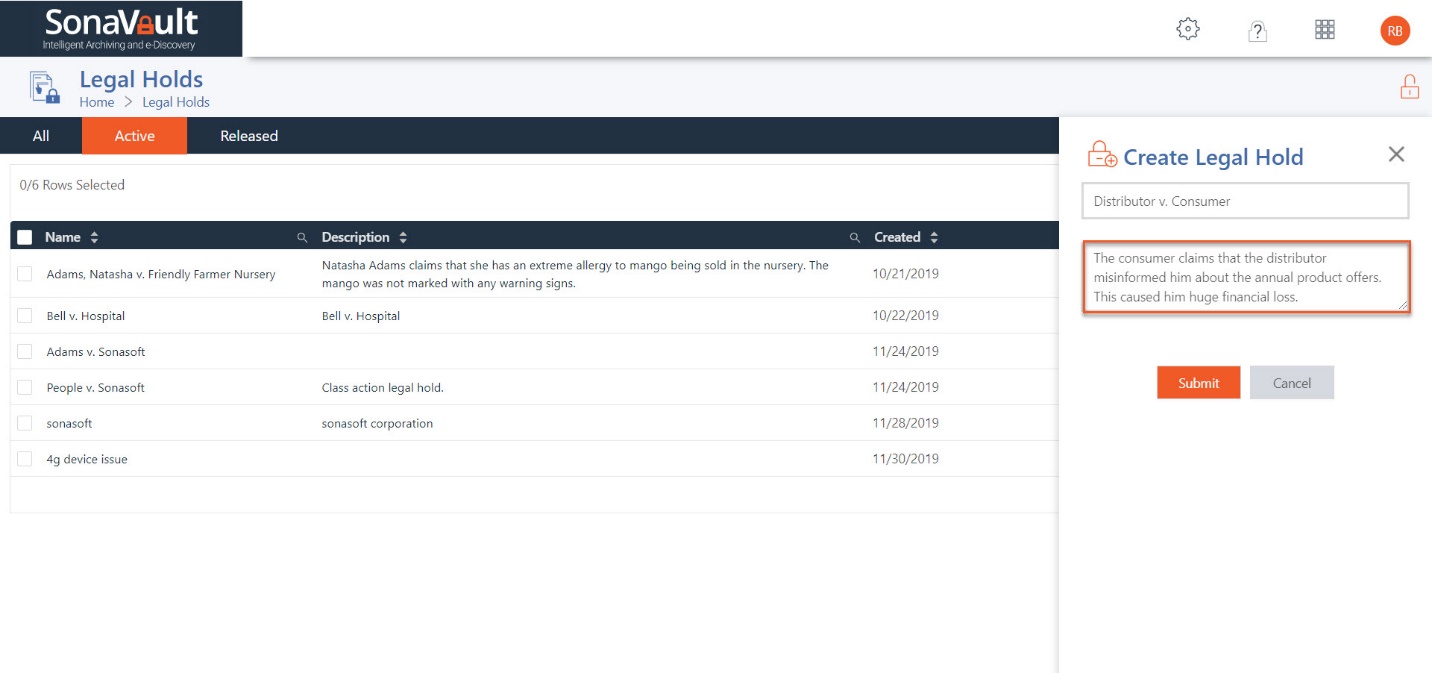 SonaVault
Intelligent Archiving and e-Discovery
?
RB
Legal Holds
Home > Legal Holds
All Active Released
0/6 Rows Selected
Name Description Created
Adams, Natasha v. Friendly Farmer Nursery
Natasha Adams claims that she has an extreme allergy to mango being sold in the nursery. The
mango was not marked with any warning signs.
10/21/2019
Bell v. Hospital Bell v. Hospital 10/22/2019
Adams v. Sonasoft 11/24/2019
People v. Sonasoft Class action legal hold. 11/24/2019
sonasoft sonasoft corporation 11/28/2019
4g device issue 11/30/2019
Create Legal Hold
Distributor v. Consumer
The consumer claims that the distributor
misinformed him about the annual product offers.
This caused him huge financial loss.
Submit Cancel